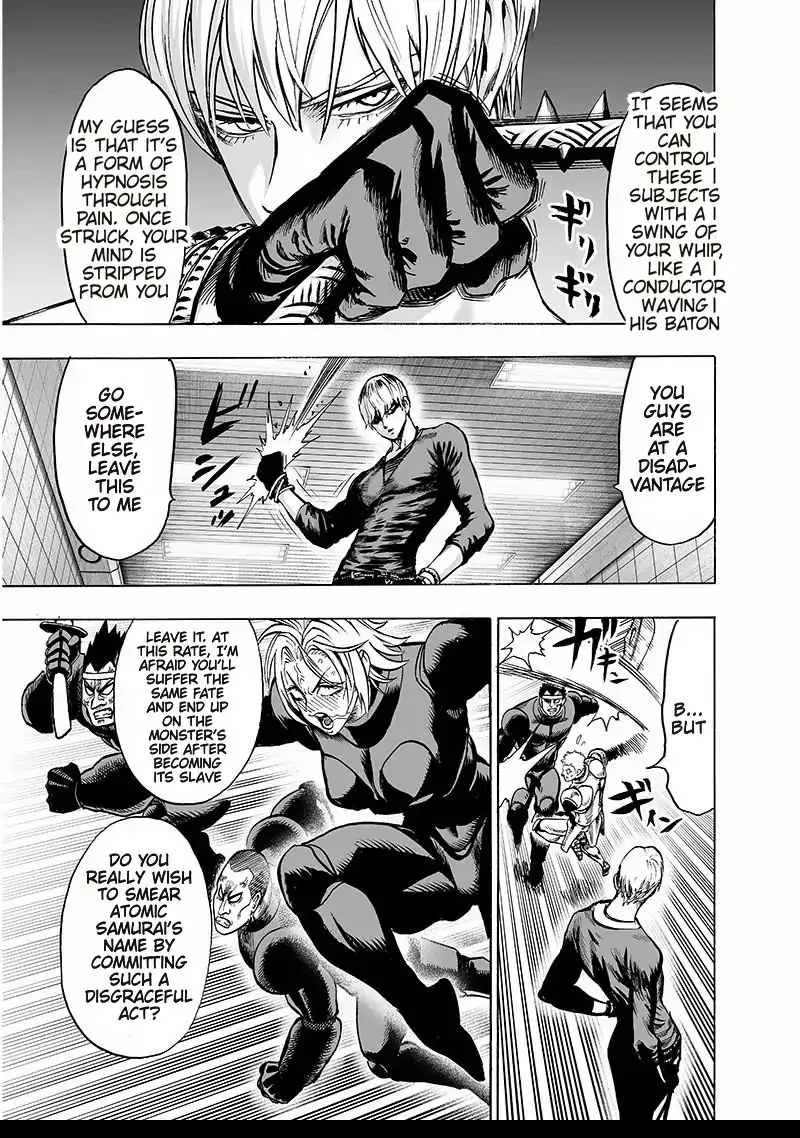 IT SEEMS
THAT YOU
CAN
CONTROL
THESE
SUBJECTS
WITH A
SWING OF
YOUR WHIP,
LIKE A
CONDUCTOR
WAVING
HIS BATON
MY GUESS
IS THAT IT'S
A FORM OF
HYPNOSIS
THROUGH
PAIN. ONCE
STRUCK, YOUR
MIND IS
STRIPPED
FROM YOU
ギリギリ
YOU
GUYS
ARE
AT A
DISAD-
VANTAGE
GO
SOME-
WHERE
ELSE,
LEAVE
THIS
TO ME
ビシュッ
B...
BUT
ガキン
ギィン
LEAVE IT. AT
THIS RATE, I'M
AFRAID YOU'LL
SUFFER THE
SAME FATE
AND END UP
ON THE
MONSTER'S
SIDE AFTER
BECOMING
ITS SLAVE
DO YOU
REALLY WISH
TO SMEAR
ATOMIC
SAMURAI'S
NAME BY
COMMITTING
SUCH A
DISGRACEFUL
ACT?